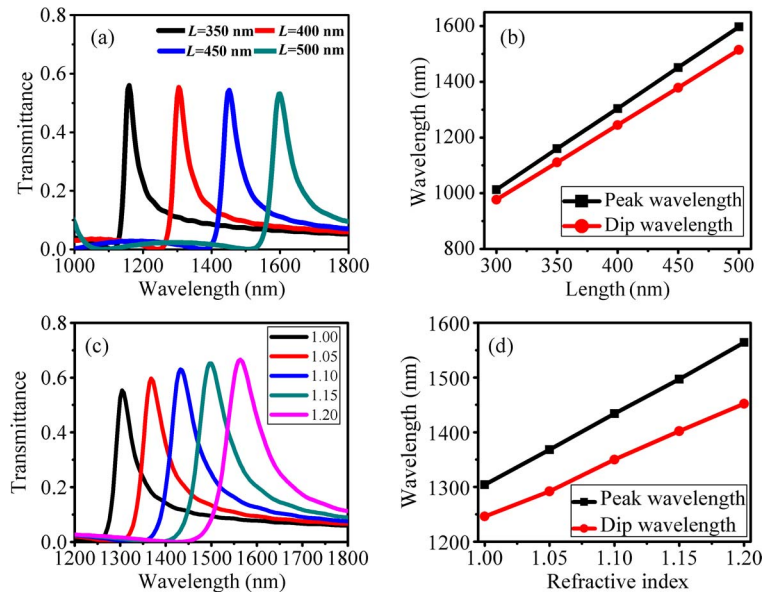 (a)
L=350 nm
L=400 nm
L=450 nm
L=500 nm
Transmittance
0.8
0.6
0.4
0.2
0.0
1000 1200 1400 1600 1800
Wavelength (nm)
(b)
Wavelength (nm)
1600
1400
1200
1000
800
Peak wavelength
Dip wavelength
300 350 400 450 500
Length (nm)
(c)
1.00
1.05
1.10
1.15
1.20
Transmittance
0.8
0.6
0.4
0.2
0.0
1200 1300 1400 1500 1600 1700 1800
Wavelength (nm)
(d)
Wavelength (nm)
1600
1500
1400
1300
1200
Peak wavelength
Dip wavelength
1.00 1.05 1.10 1.15 1.20
Refractive index